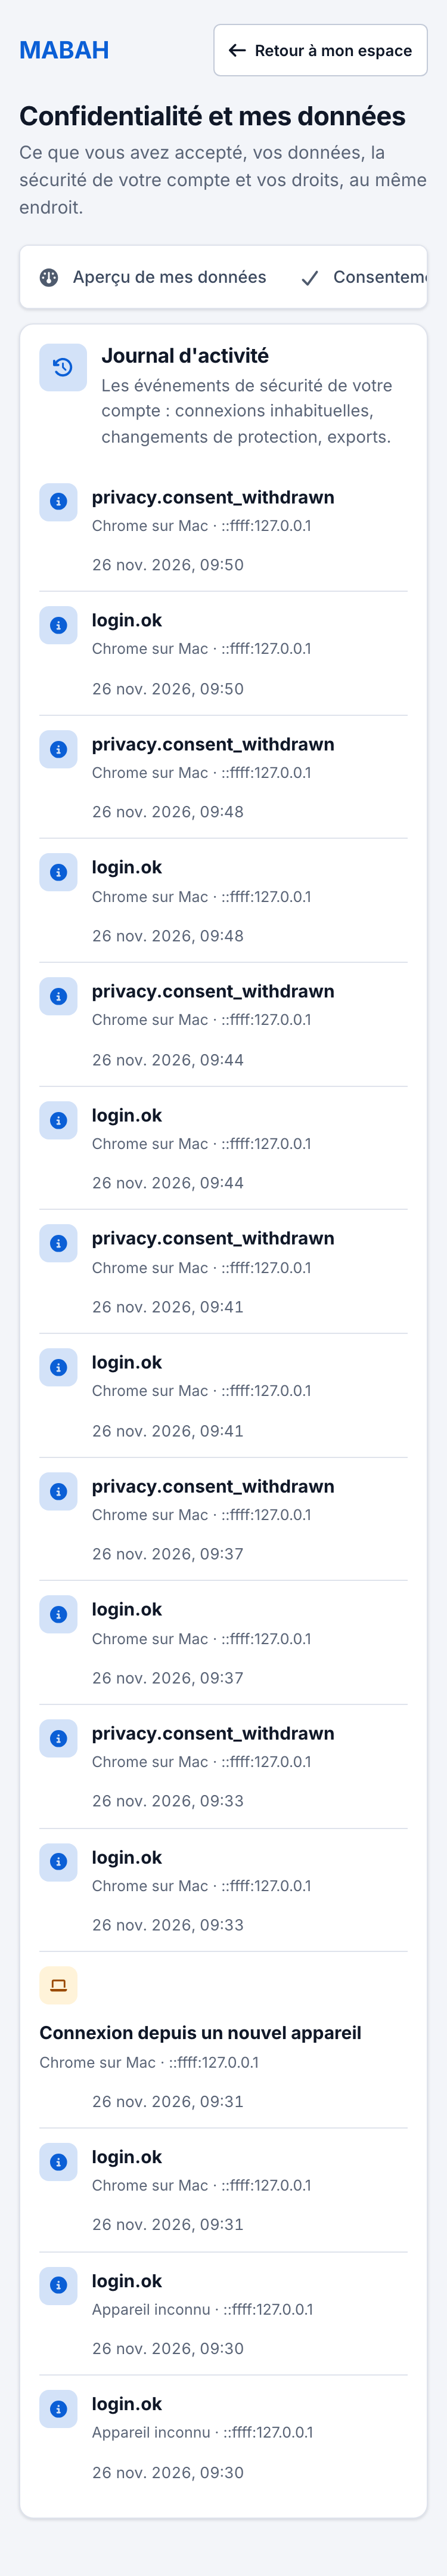 MABAH
Retour à mon espace
Confidentialité et mes données
Ce que vous avez accepté, vos données, la
sécurité de votre compte et vos droits, au même
endroit.
Aperçu de mes données
Consenteme
Journal d'activité
Les événements de sécurité de votre
compte : connexions inhabituelles,
changements de protection, exports.
privacy.consent_withdrawn
Chrome sur Mac · ::ffff:127.0.0.1
26 nov. 2026, 09:50
login.ok
Chrome sur Mac · ::ffff:127.0.0.1
26 nov. 2026, 09:50
privacy.consent_withdrawn
Chrome sur Mac · ::ffff:127.0.0.1
26 nov. 2026, 09:48
login.ok
Chrome sur Mac · ::ffff:127.0.0.1
26 nov. 2026, 09:48
privacy.consent_withdrawn
Chrome sur Mac · ::ffff:127.0.0.1
26 nov. 2026, 09:44
login.ok
Chrome sur Mac · ::ffff:127.0.0.1
26 nov. 2026, 09:44
privacy.consent_withdrawn
Chrome sur Mac · ::ffff:127.0.0.1
26 nov. 2026, 09:41
login.ok
Chrome sur Mac · ::ffff:127.0.0.1
26 nov. 2026, 09:41
privacy.consent_withdrawn
Chrome sur Mac · ::ffff:127.0.0.1
26 nov. 2026, 09:37
login.ok
Chrome sur Mac · ::ffff:127.0.0.1
26 nov. 2026, 09:37
privacy.consent_withdrawn
Chrome sur Mac · ::ffff:127.0.0.1
26 nov. 2026, 09:33
login.ok
Chrome sur Mac · ::ffff:127.0.0.1
26 nov. 2026, 09:33
Connexion depuis un nouvel appareil
Chrome sur Mac · ::ffff:127.0.0.1
26 nov. 2026, 09:31
login.ok
Chrome sur Mac · ::ffff:127.0.0.1
26 nov. 2026, 09:31
login.ok
Appareil inconnu · ::ffff:127.0.0.1
26 nov. 2026, 09:30
login.ok
Appareil inconnu · ::ffff:127.0.0.1
26 nov. 2026, 09:30